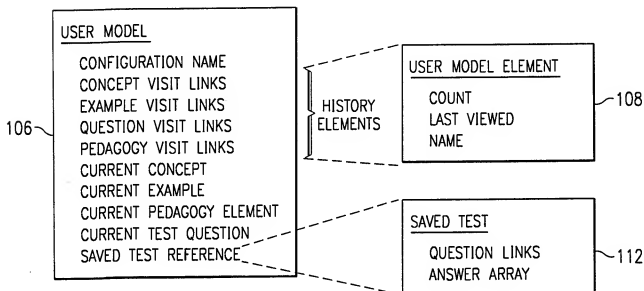 USER MODEL
CONFIGURATION NAME
CONCEPT VISIT LINKS
EXAMPLE VISIT LINKS
QUESTION VISIT LINKS
PEDAGOGY VISIT LINKS
CURRENT CONCEPT
CURRENT EXAMPLE
CURRENT PEDAGOGY ELEMENT
CURRENT TEST QUESTION
SAVED TEST REFERENCE
106
HISTORY
ELEMENTS
USER MODEL ELEMENT
COUNT
LAST VIEWED
NAME
108
SAVED TEST
QUESTION LINKS
ANSWER ARRAY
112